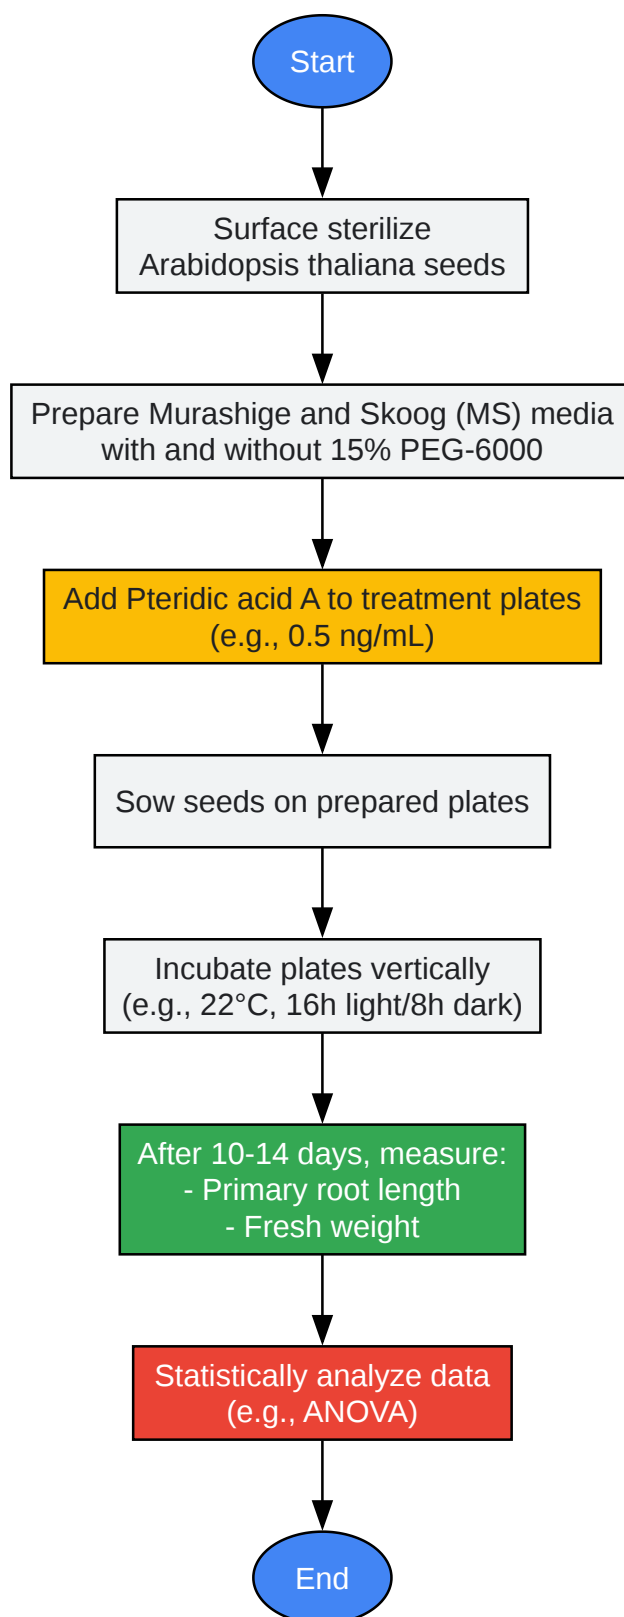 Start
Surface sterilize
Arabidopsis thaliana seeds
Prepare Murashige and Skoog (MS) media
with and without 15% PEG-6000
Add Pteridic acid A to treatment plates
(e.g., 0.5 ng/mL)
Sow seeds on prepared plates
Incubate plates vertically
(e.g., 22°C, 16h light/8h dark)
After 10-14 days, measure:
- Primary root length
- Fresh weight
Statistically analyze data
(e.g., ANOVA)
End